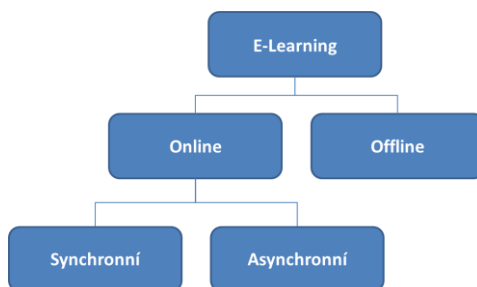 E-Learning
Online
Offline
Synchronní
Asynchronní